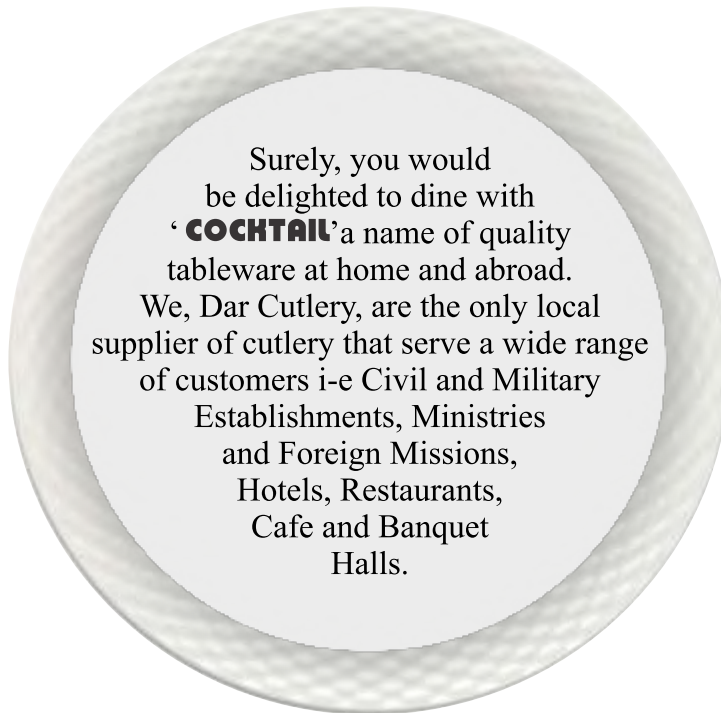 Surely, you would
be delighted to dine with
‘ COCKTAIL’a name of quality
tableware at home and abroad.
We, Dar Cutlery, are the only local
supplier of cutlery that serve a wide range
of customers i-e Civil and Military
Establishments, Ministries
and Foreign Missions,
Hotels, Restaurants,
Cafe and Banquet
Halls.